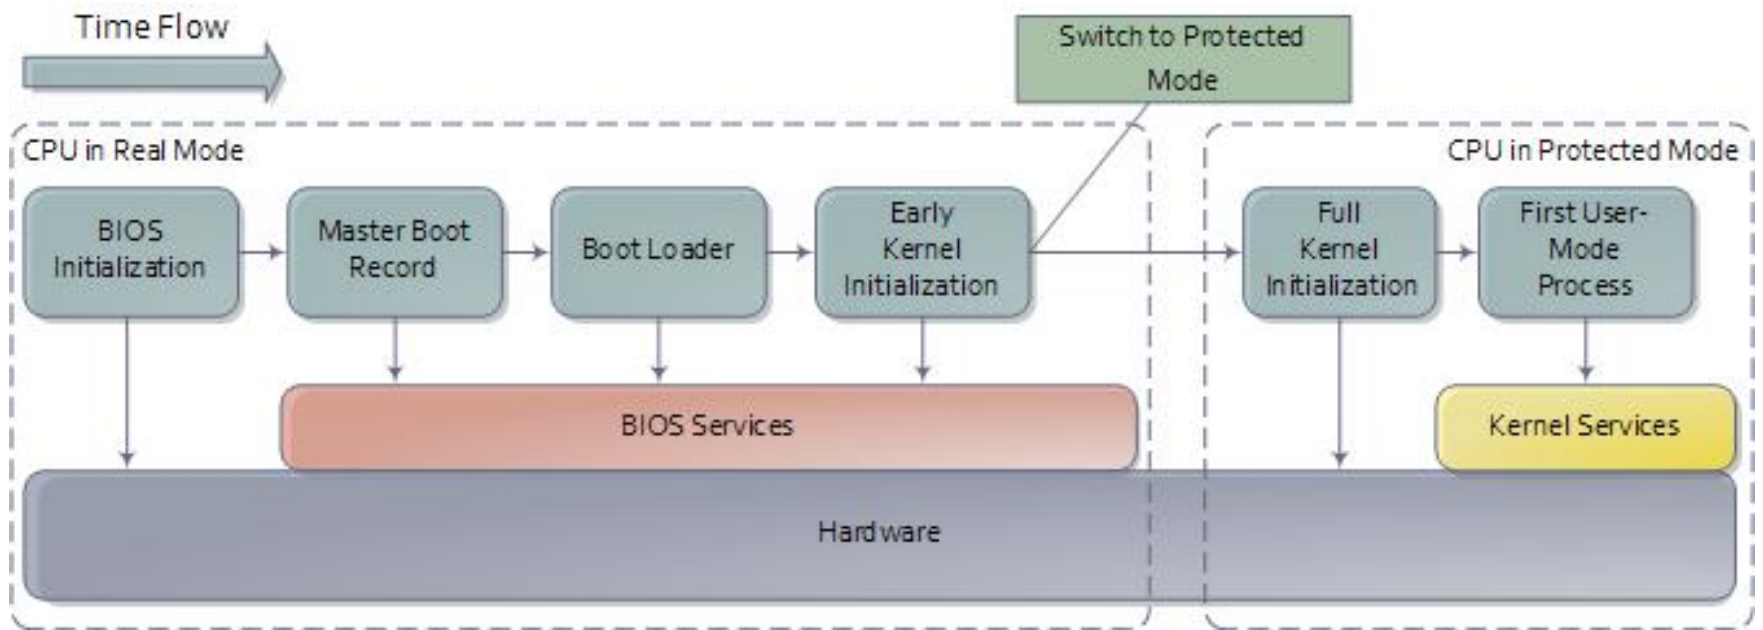 Time Flow
Switch to Protected
Mode
CPU in Real Mode
CPU in Protected Mode
BIOS
Initialization
Master Boot
Record
Boot Loader
Early
Kernel
Initialization
Full
Kernel
Initialization
First User-
Mode
Process
BIOS Services
Kernel Services
Hardware